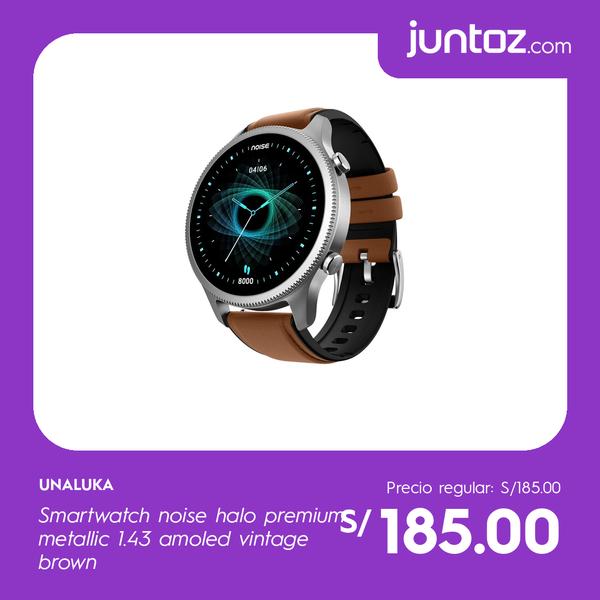 juntoz.com
NOISE
04|06
8000
UNALUKA
Precio regular: S/185.00
Smartwatch noise halo premium
metallic 1.43 amoled vintage
brown
S/185.00